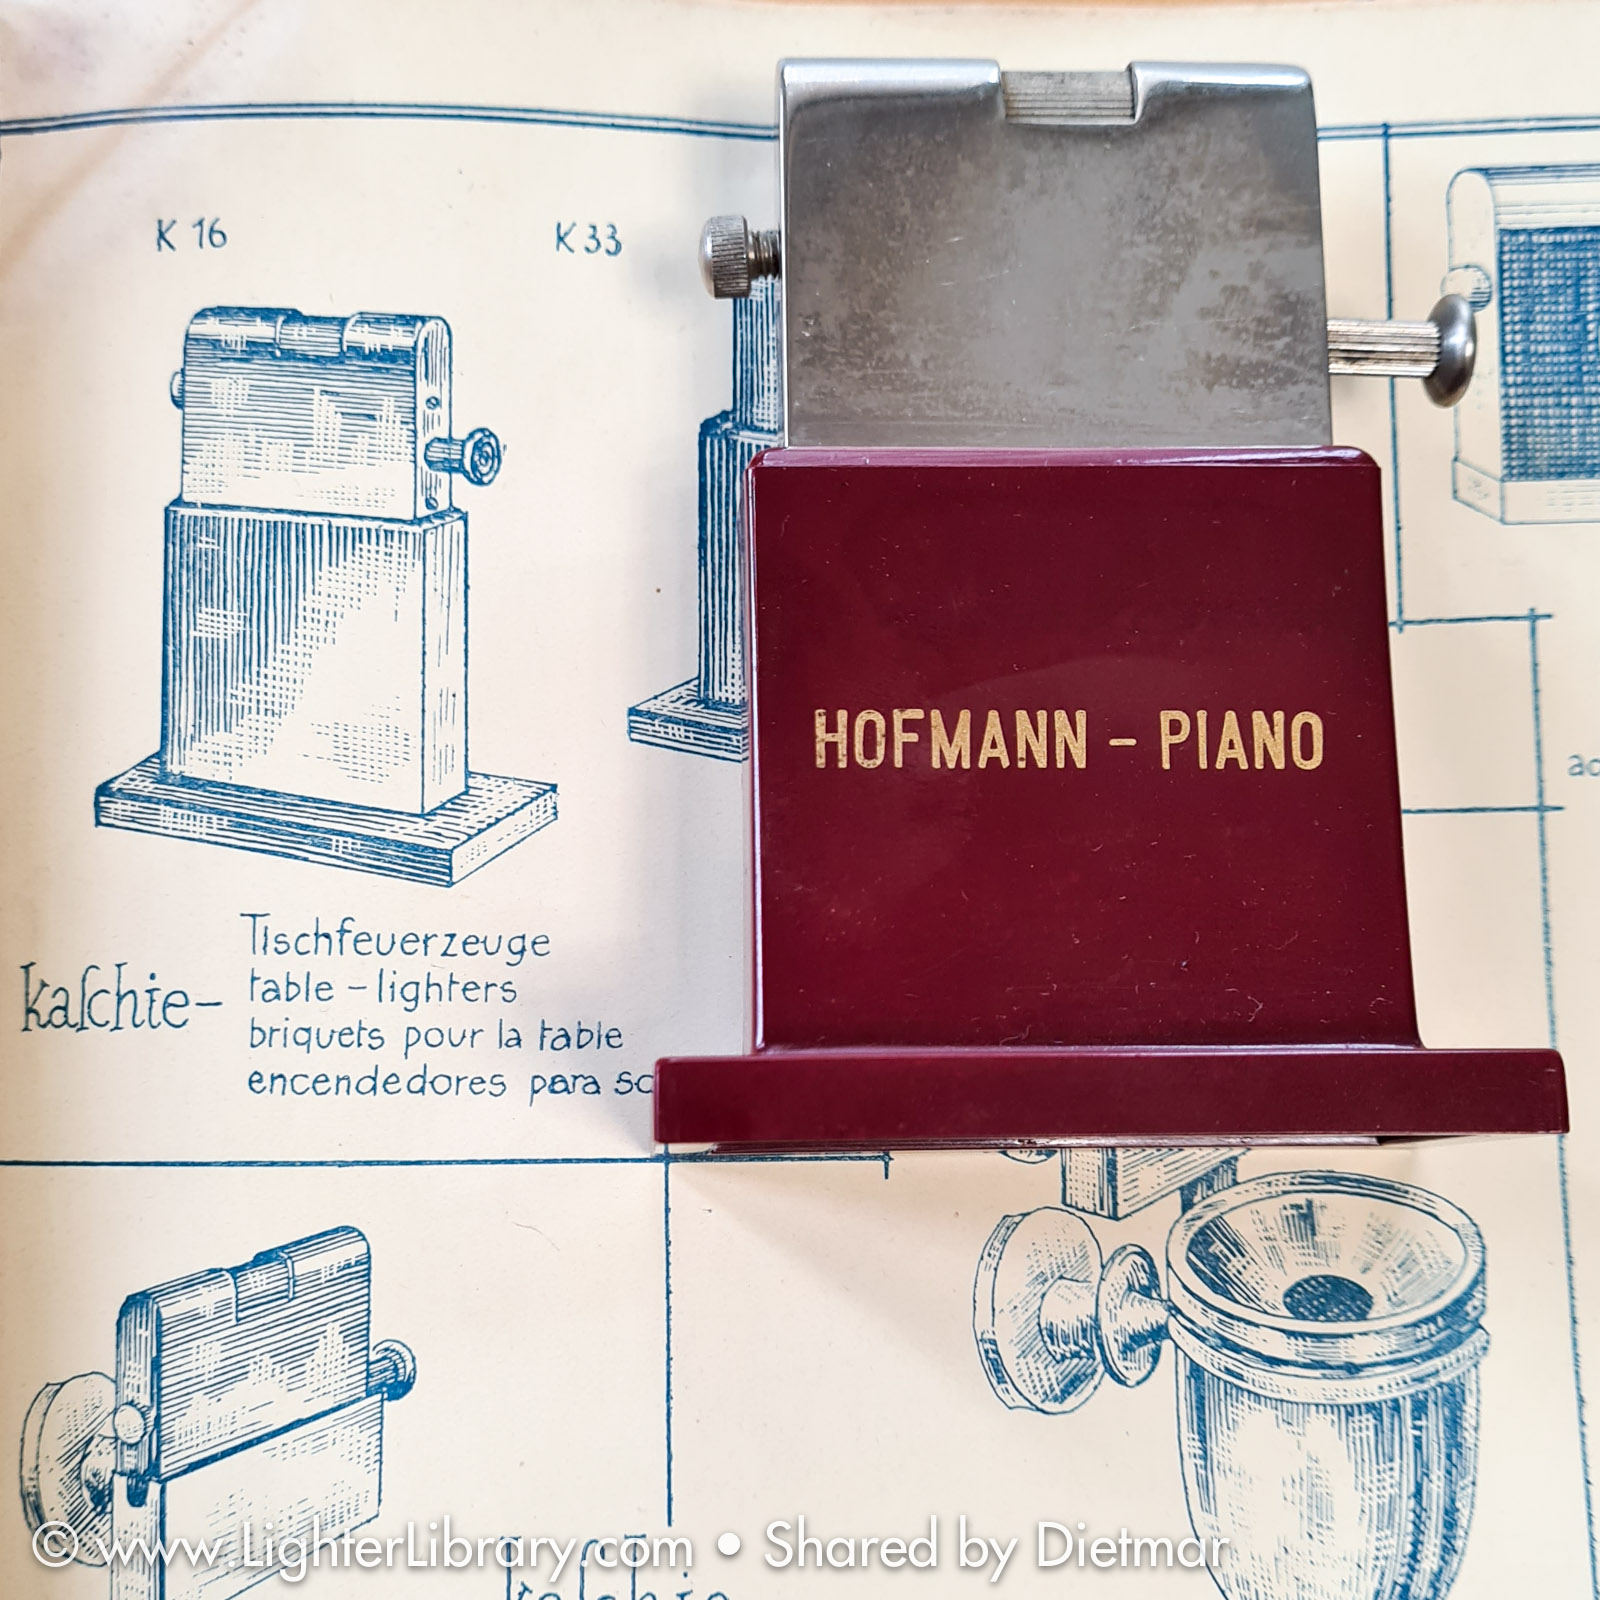 K 16
K 33
HOFMANN – PIANO
kaſchie–
Tischfeuerzeuge
table – lighters
briquets pour la table
encendedores para
© www.LighterLibrary.com • Shared by Dietmar